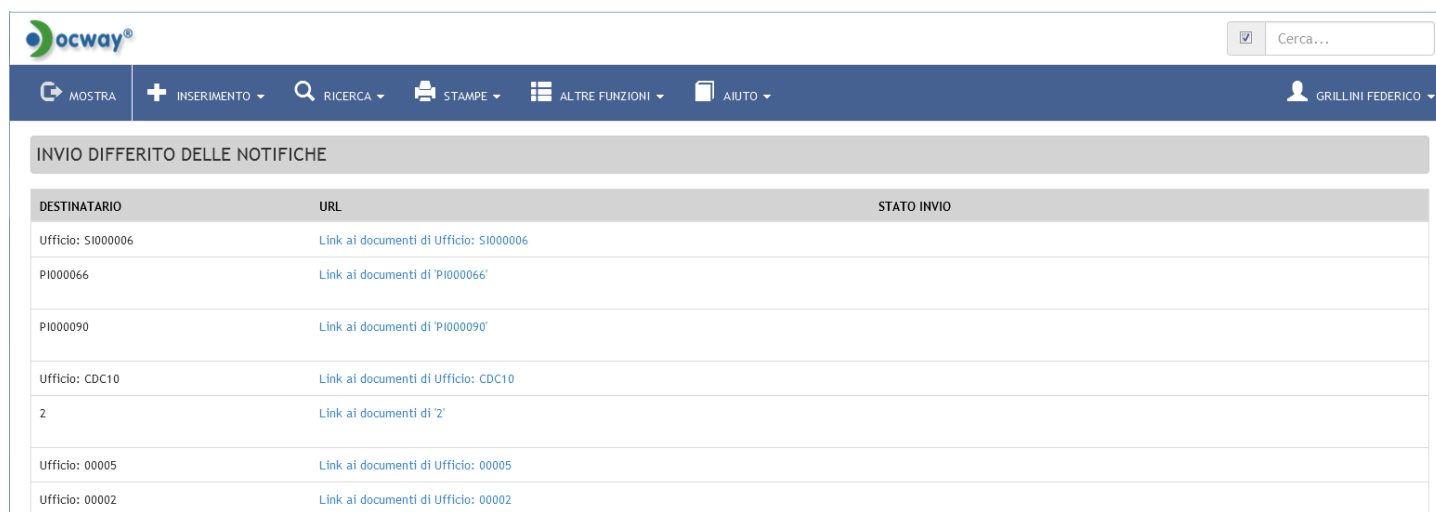 Docway®
Cerca...
MOSTRA INSERIMENTO RICERCA STAMPE ALTRE FUNZIONI AIUTO GRILLINI FEDERICO
INVIO DIFFERITO DELLE NOTIFICHE
DESTINATARIO URL STATO INVIO
Ufficio: SI000006 Link ai documenti di Ufficio: SI000006
PI000066 Link ai documenti di 'PI000066'
PI000090 Link ai documenti di 'PI000090'
Ufficio: CDC10 Link ai documenti di Ufficio: CDC10
2 Link ai documenti di '2'
Ufficio: 00005 Link ai documenti di Ufficio: 00005
Ufficio: 00002 Link ai documenti di Ufficio: 00002